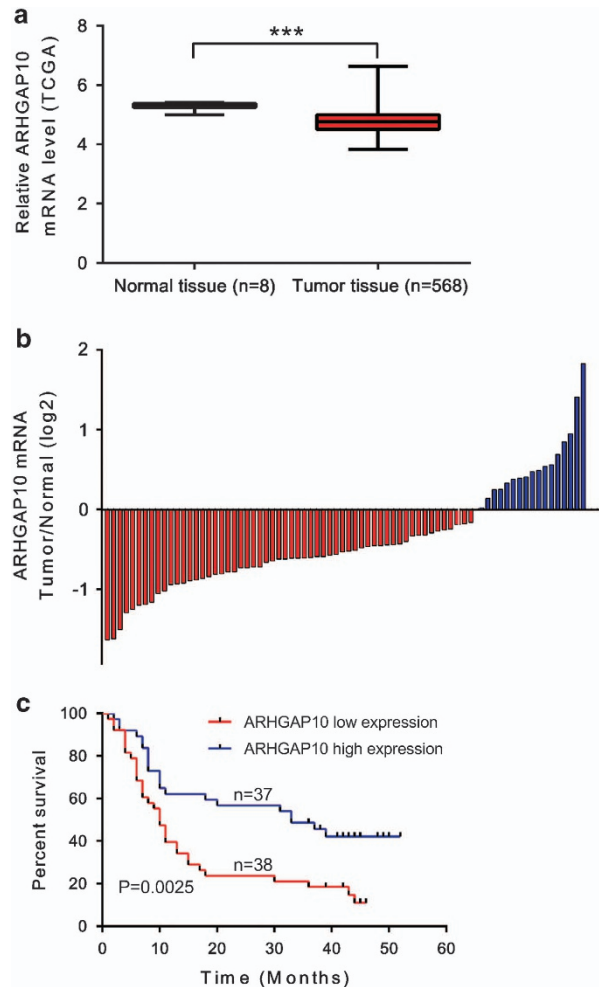 a
***
Relative ARHGAP10
mRNA level (TCGA)
8
6
4
2
0
Normal tissue (n=8)
Tumor tissue (n=568)
b
ARHGAP10 mRNA
Tumor/Normal (log2)
2
1
0
-1
c
Percent survival
100
80
60
40
20
0
ARHGAP10 low expression
ARHGAP10 high expression
n=37
n=38
P=0.0025
0 10 20 30 40 50 60
Time (Months)